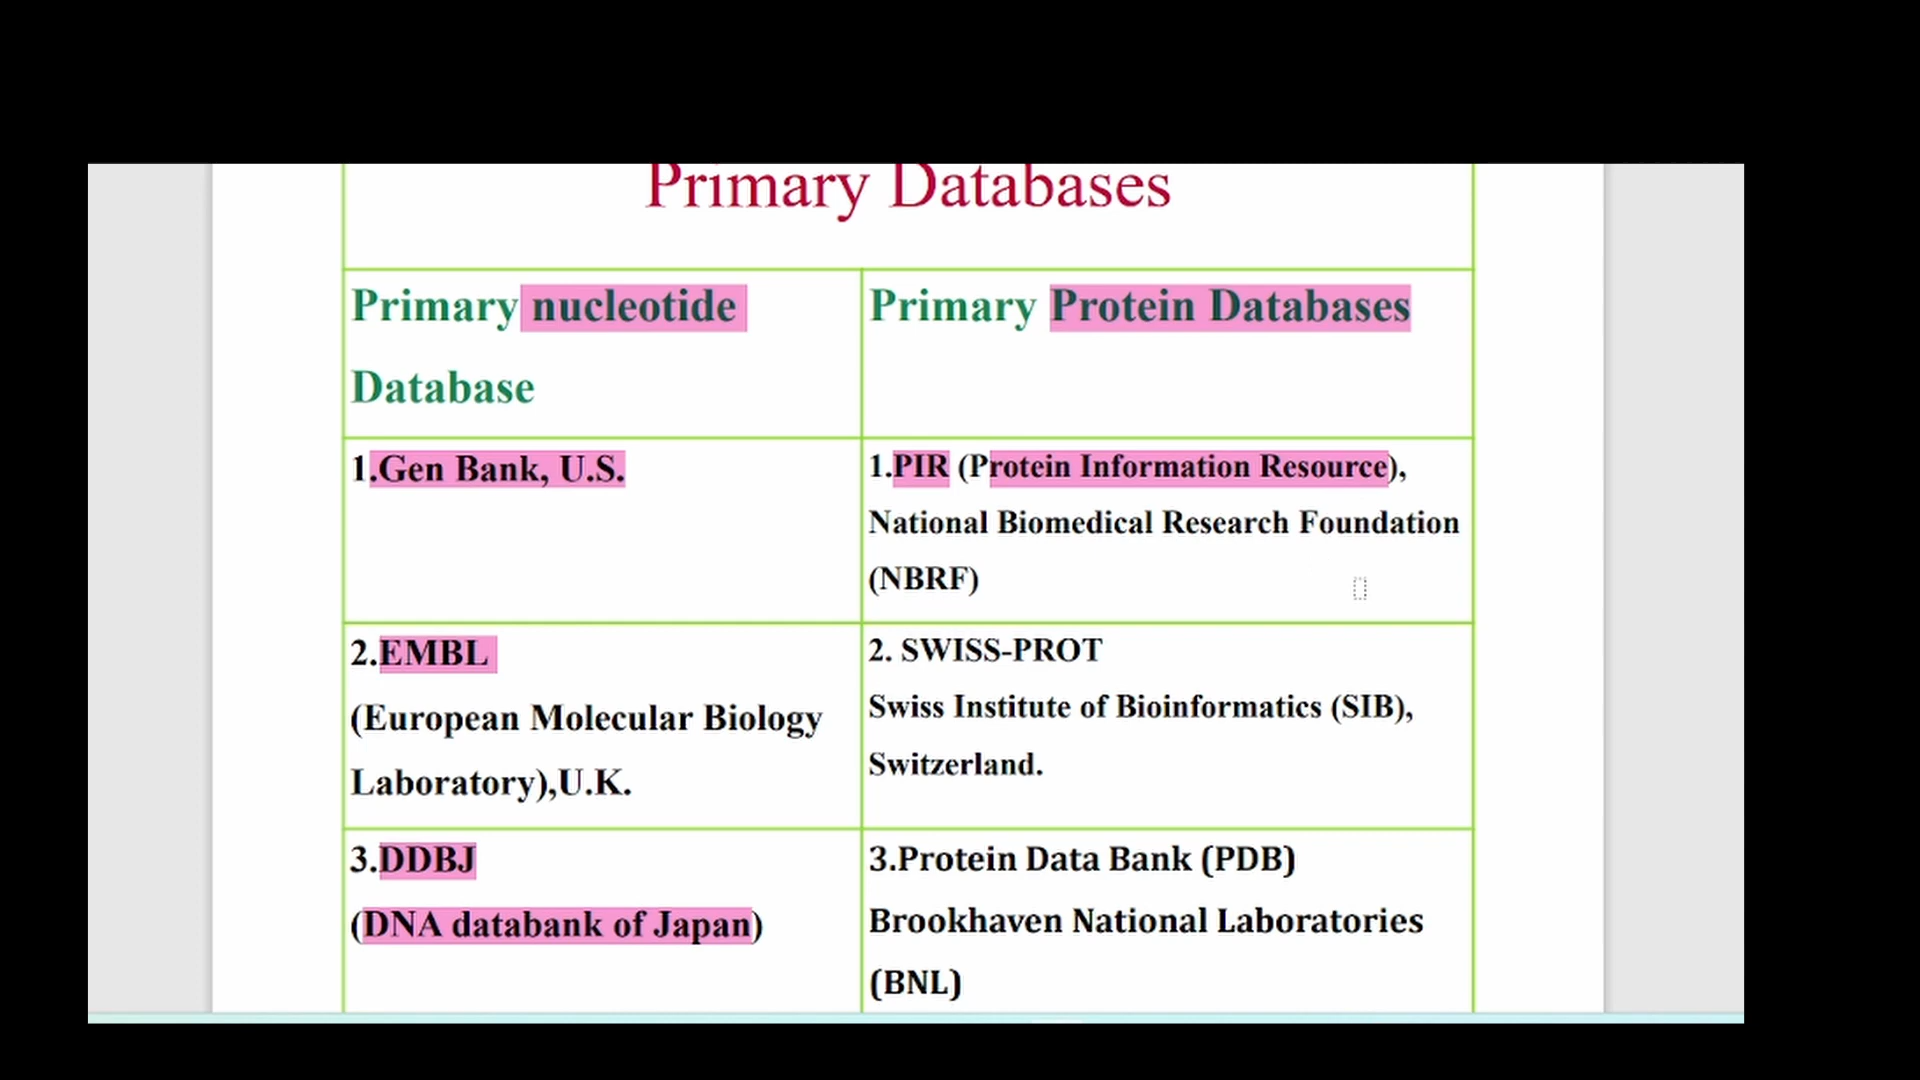 Primary Databases
Primary nucleotide
Database
Primary Protein Databases
1.Gen Bank, U.S.
1.PIR (Protein Information Resource),
National Biomedical Research Foundation
(NBRF)
2.EMBL
(European Molecular Biology
Laboratory),U.K.
2. SWISS-PROT
Swiss Institute of Bioinformatics (SIB),
Switzerland.
3.DDBJ
(DNA databank of Japan)
3.Protein Data Bank (PDB)
Brookhaven National Laboratories
(BNL)